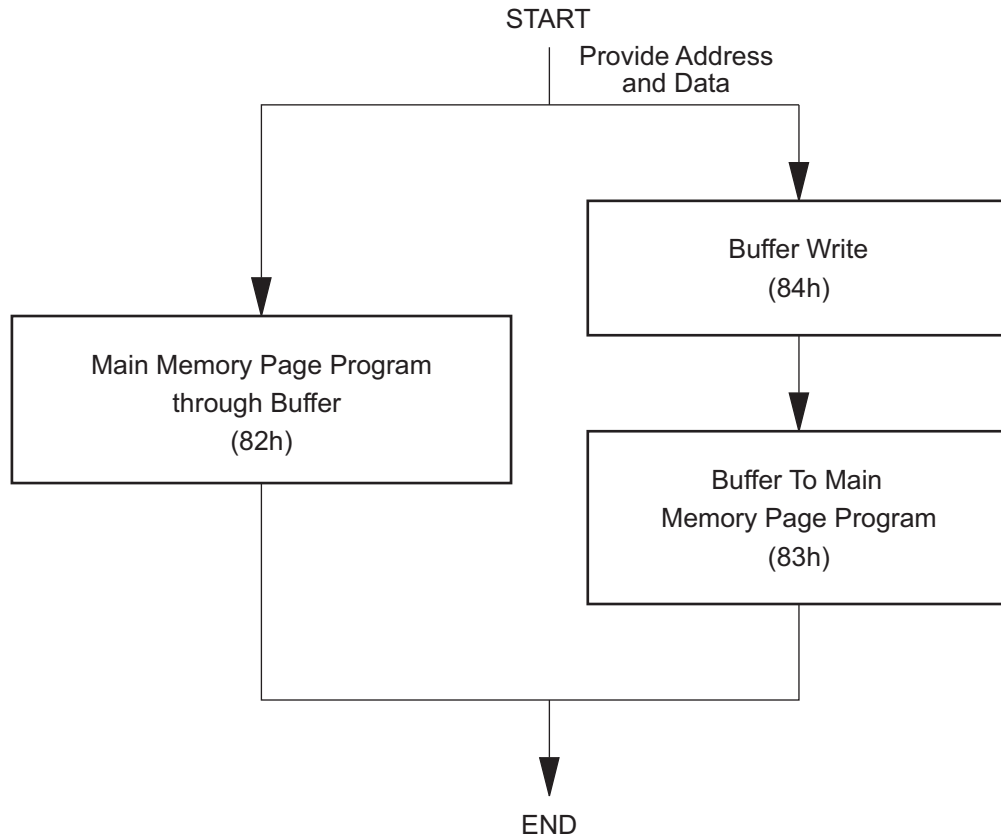 START
Provide Address
and Data
Buffer Write
(84h)
Main Memory Page Program
through Buffer
(82h)
Buffer To Main
Memory Page Program
(83h)
END